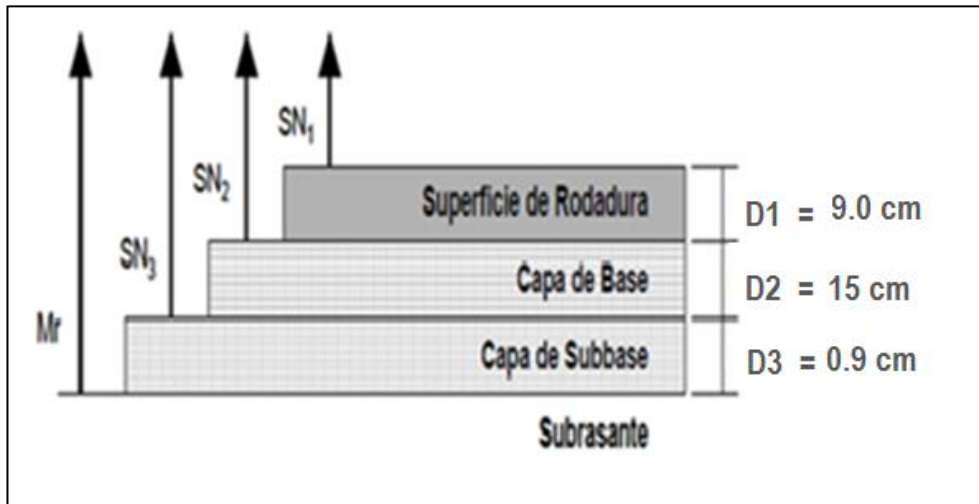 SN1
SN2
SN3
Mr
Superficie de Rodadura
Capa de Base
Capa de Subbase
Subrasante
D1 = 9.0 cm
D2 = 15 cm
D3 = 0.9 cm